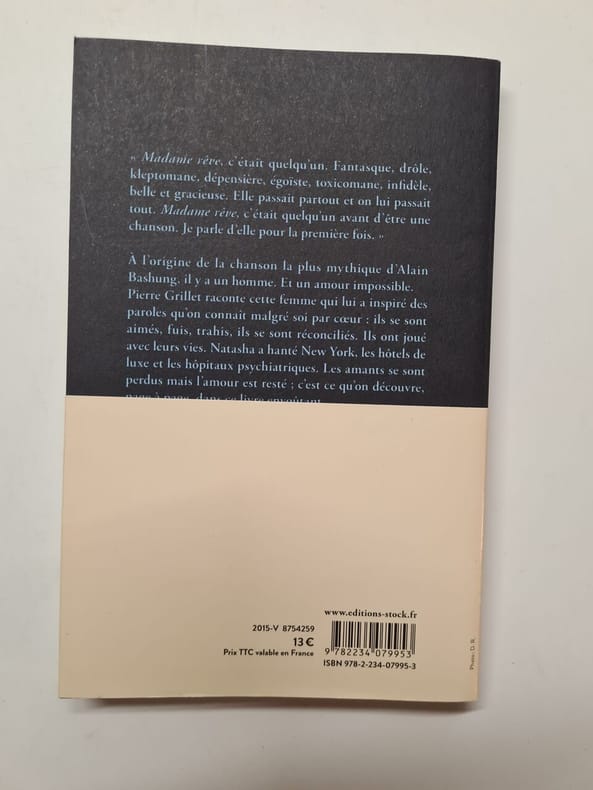 « Madame rêve, c'était quelqu'un. Fantasque, drôle,
kleptomane, dépensière, égoïste, toxicomane, infidèle,
belle et gracieuse. Elle passait partout et on lui passait
tout. Madame rêve, c'était quelqu'un avant d'être une
chanson. Je parle d'elle pour la première fois. »
À l'origine de la chanson la plus mythique d'Alain
Bashung, il y a un homme. Et un amour impossible.
Pierre Grillet raconte cette femme qui lui a inspiré des
paroles qu'on connait malgré soi par cœur : ils se sont
aimés, fuis, trahis, ils se sont réconciliés. Ils ont joué
avec leurs vies. Natasha a hanté New York, les hôtels de
luxe et les hôpitaux psychiatriques. Les amants se sont
perdus mais l'amour est resté ; c'est ce qu'on découvre,
page à page, dans ce livre envoûtant
www.editions-stock.fr
2015-V 8754259
13 €
Prix TTC valable en France
9 782234 079953
ISBN 978-2-234-07995-3
Photo : D. R.